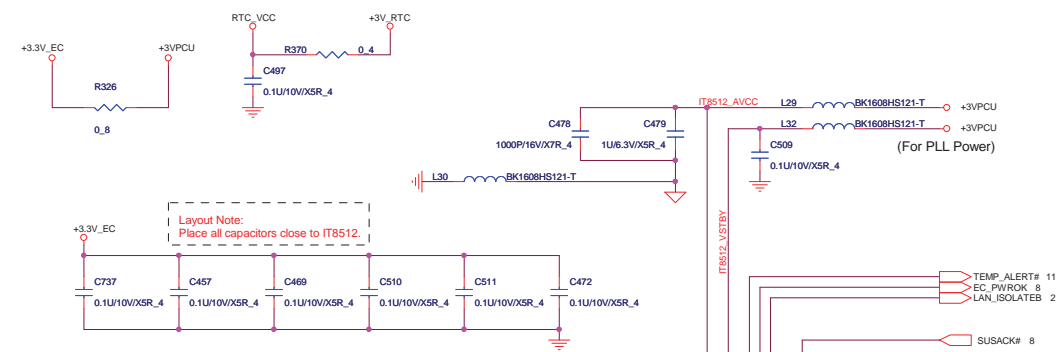 RTC_VCC
+3V_RTC
+3.3V_EC
+3VPCU
R370
0_4
C497
0.1U/10V/X5R_4
R326
0_8
IT8512_AVCC
L29
BK1608HS121-T
+3VPCU
L32
BK1608HS121-T
+3VPCU
(For PLL Power)
C478
1000P/16V/X7R_4
C479
1U/6.3V/X5R_4
C509
0.1U/10V/X5R_4
L30
BK1608HS121-T
IT8512_VSTBY
Layout Note:
Place all capacitors close to IT8512.
+3.3V_EC
C737
0.1U/10V/X5R_4
C457
0.1U/10V/X5R_4
C469
0.1U/10V/X5R_4
C510
0.1U/10V/X5R_4
C511
0.1U/10V/X5R_4
C472
0.1U/10V/X5R_4
TEMP_ALERT# 11
EC_PWROK 8
LAN_ISOLATEB 2
SUSACK# 8